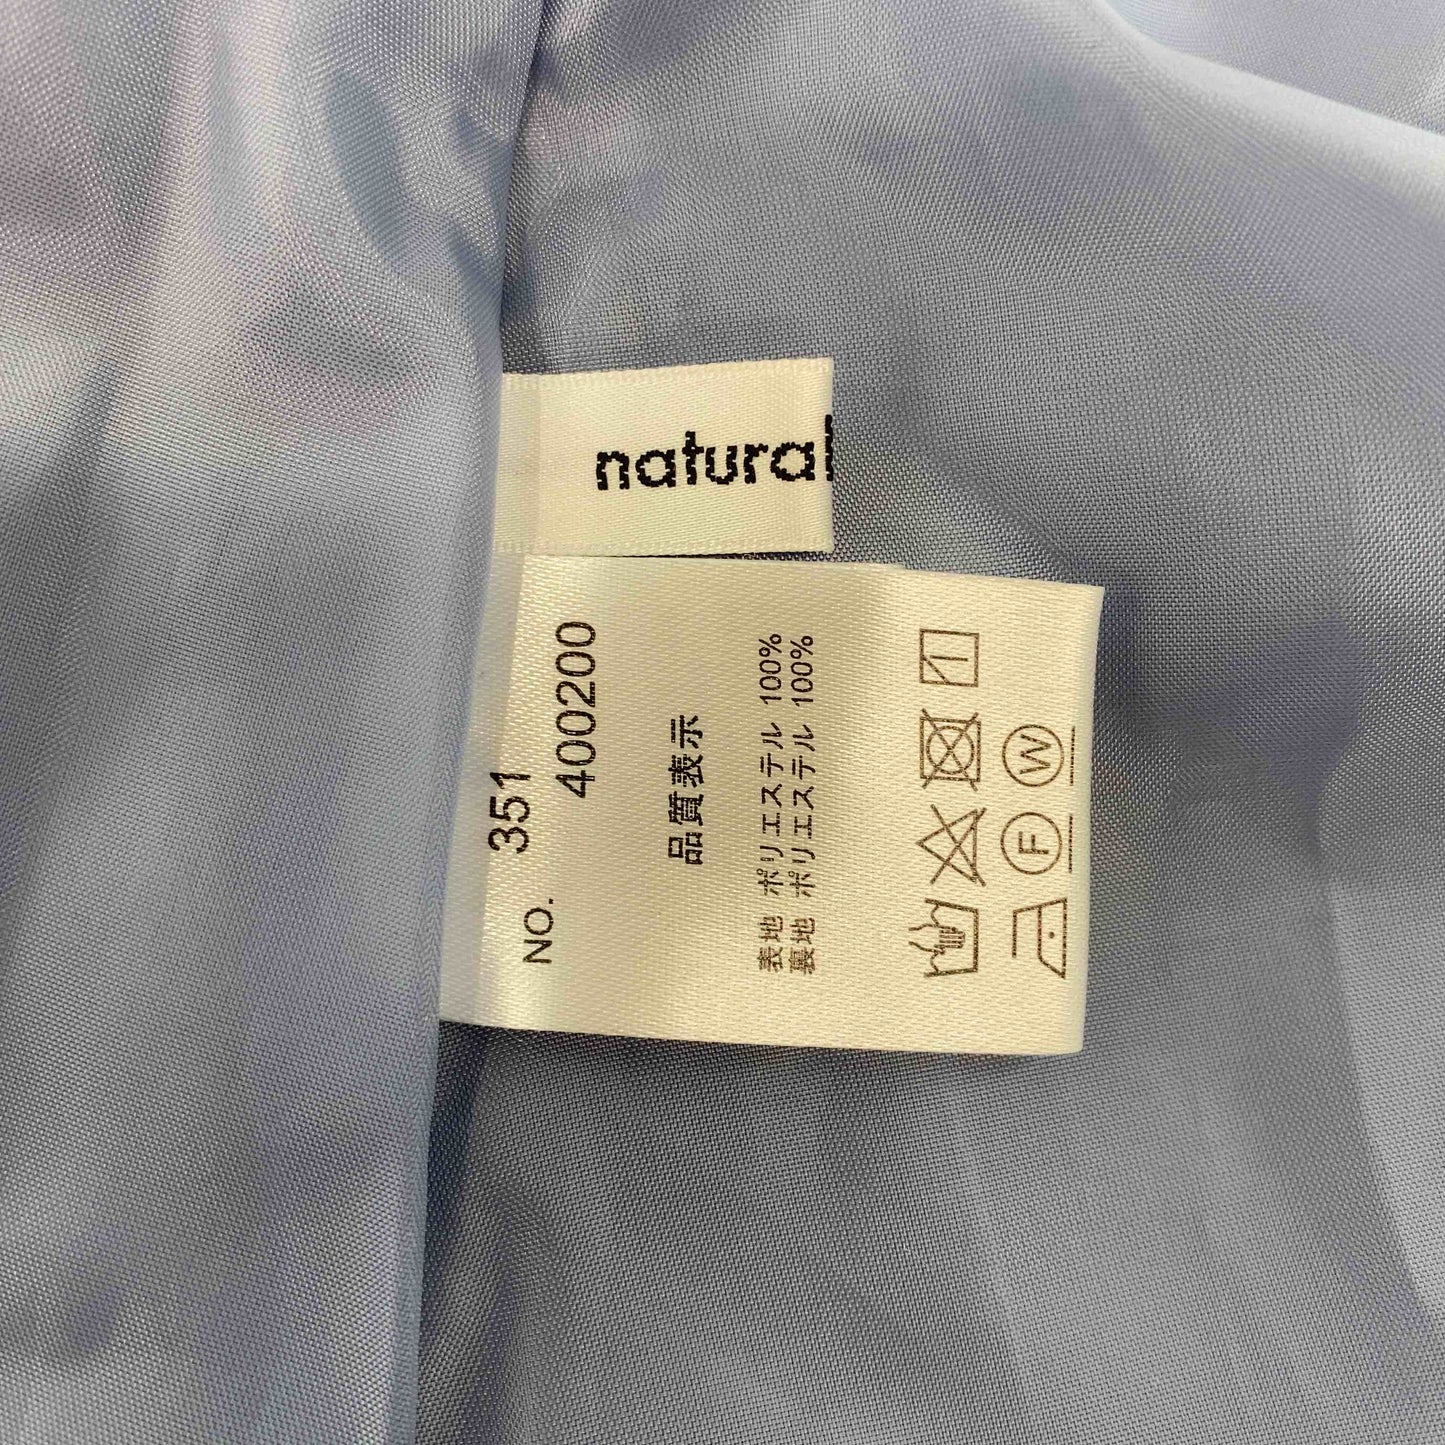 natural
351
NO. 400200
品質表示
表地 ポリエステル 100%
裏地 ポリエステル 100%
F W